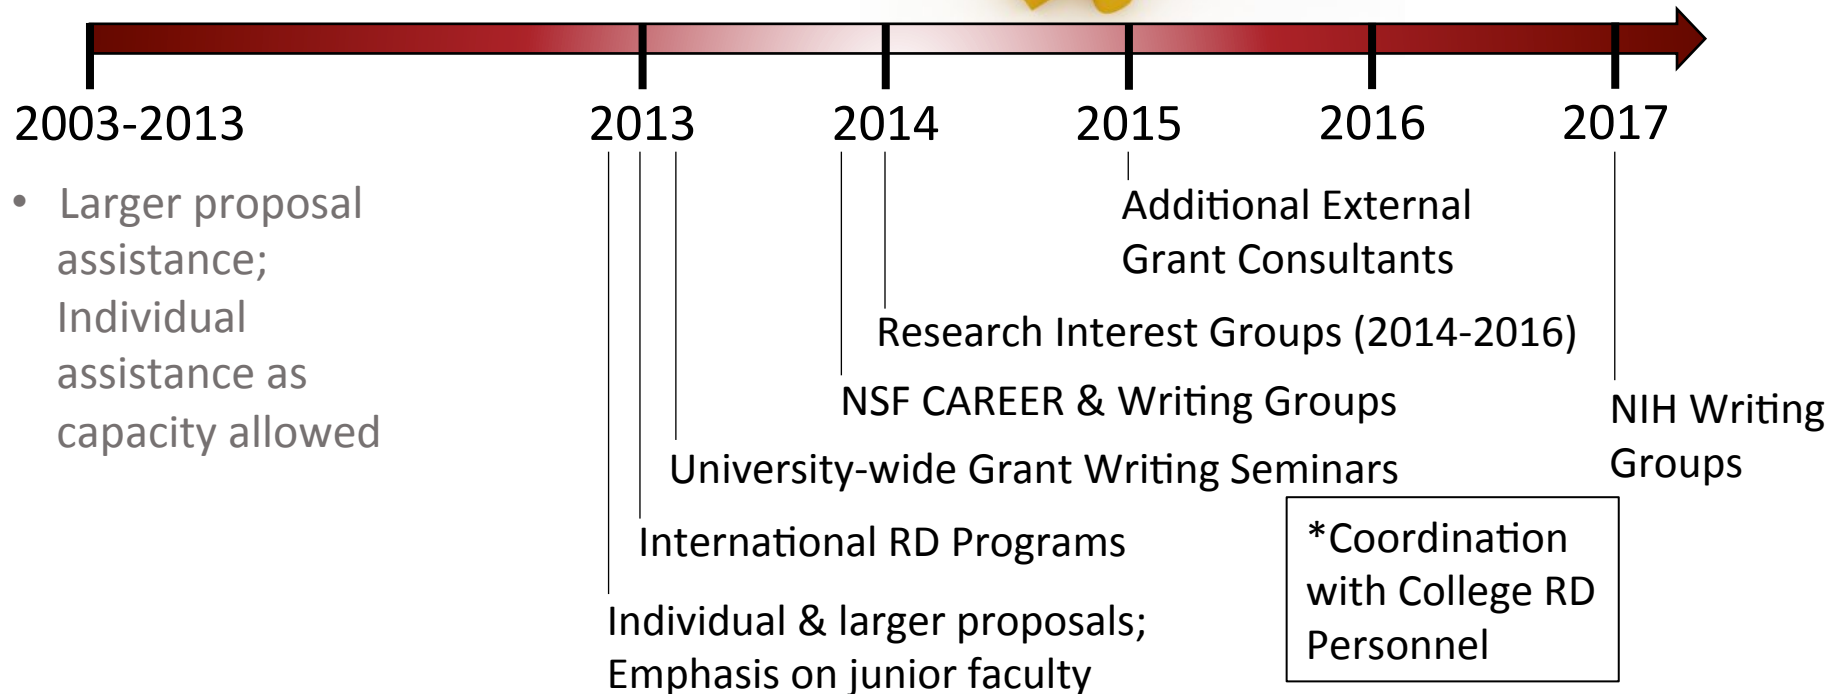 2003-2013
2013
2014
2015
2016
2017
• Larger proposal
assistance;
Individual
assistance as
capacity allowed
Additional External
Grant Consultants
Research Interest Groups (2014-2016)
NSF CAREER & Writing Groups
NIH Writing
Groups
University-wide Grant Writing Seminars
International RD Programs
*Coordination
with College RD
Personnel
Individual & larger proposals;
Emphasis on junior faculty